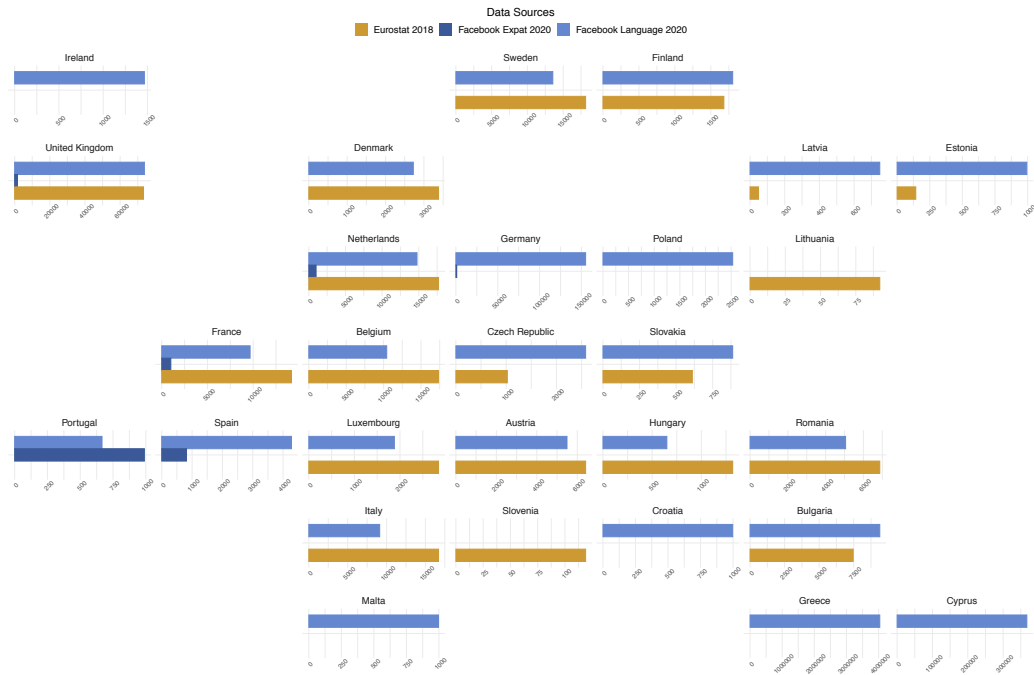 Data Sources
Eurostat 2018 Facebook Expat 2020 Facebook Language 2020
Ireland Sweden Finland
0 500 1000 1500 0 5000 10000 15000 0 500 1000 1500
United Kingdom Denmark Latvia Estonia
0 20000 40000 60000 0 1000 2000 3000 0 200 400 600 0 250 500 750 1000
Netherlands Germany Poland Lithuania
0 5000 10000 15000 0 50000 100000 150000 0 500 1000 1500 2000 2500 0 25 50 75
France Belgium Czech Republic Slovakia
0 5000 10000 0 5000 10000 15000 0 1000 2000 0 250 500 750
Portugal Spain Luxembourg Austria Hungary Romania
0 250 500 750 1000 0 1000 2000 3000 4000 0 1000 2000 0 2000 4000 6000 0 500 1000 0 2000 4000 6000
Italy Slovenia Croatia Bulgaria
0 5000 10000 15000 0 25 50 75 100 0 250 500 750 1000 0 2500 5000 7500
Malta Greece Cyprus
0 250 500 750 1000 0 1000000 2000000 3000000 4000000 0 100000 200000 300000